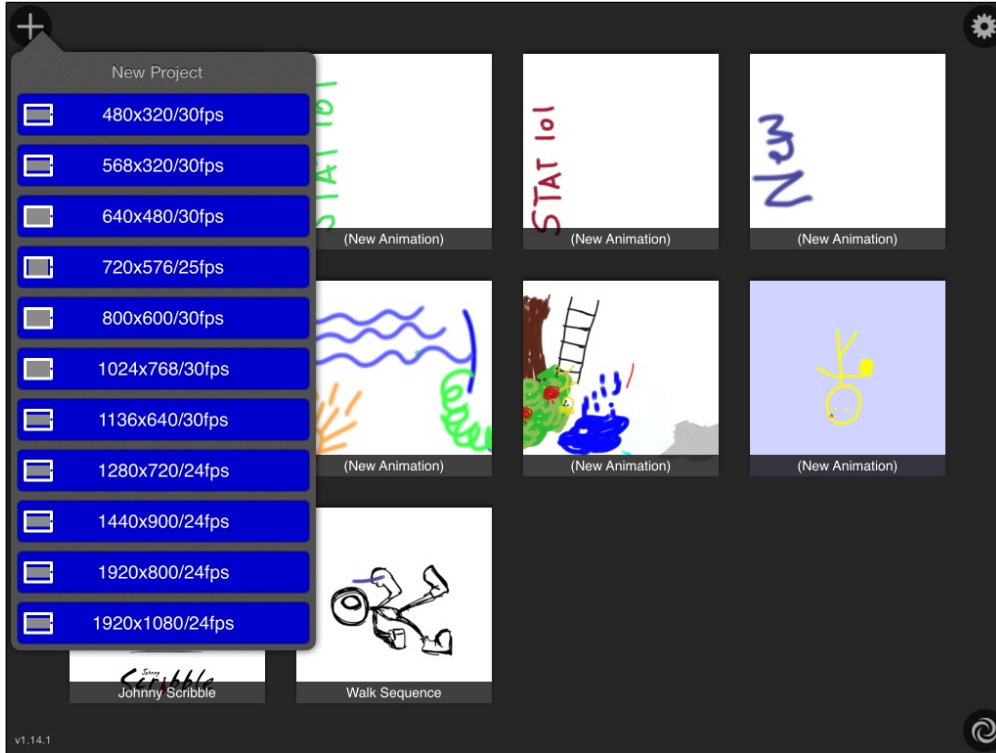 New Project
480x320/30fps
568x320/30fps
640x480/30fps
720x576/25fps
800x600/30fps
1024x768/30fps
1136x640/30fps
1280x720/24fps
1440x900/24fps
1920x800/24fps
1920x1080/24fps
STAT 101
(New Animation)
STAT 101
(New Animation)
New
(New Animation)
(New Animation)
(New Animation)
(New Animation)
Johnny
Scribble
Johnny Scribble
Walk Sequence
v1.14.1